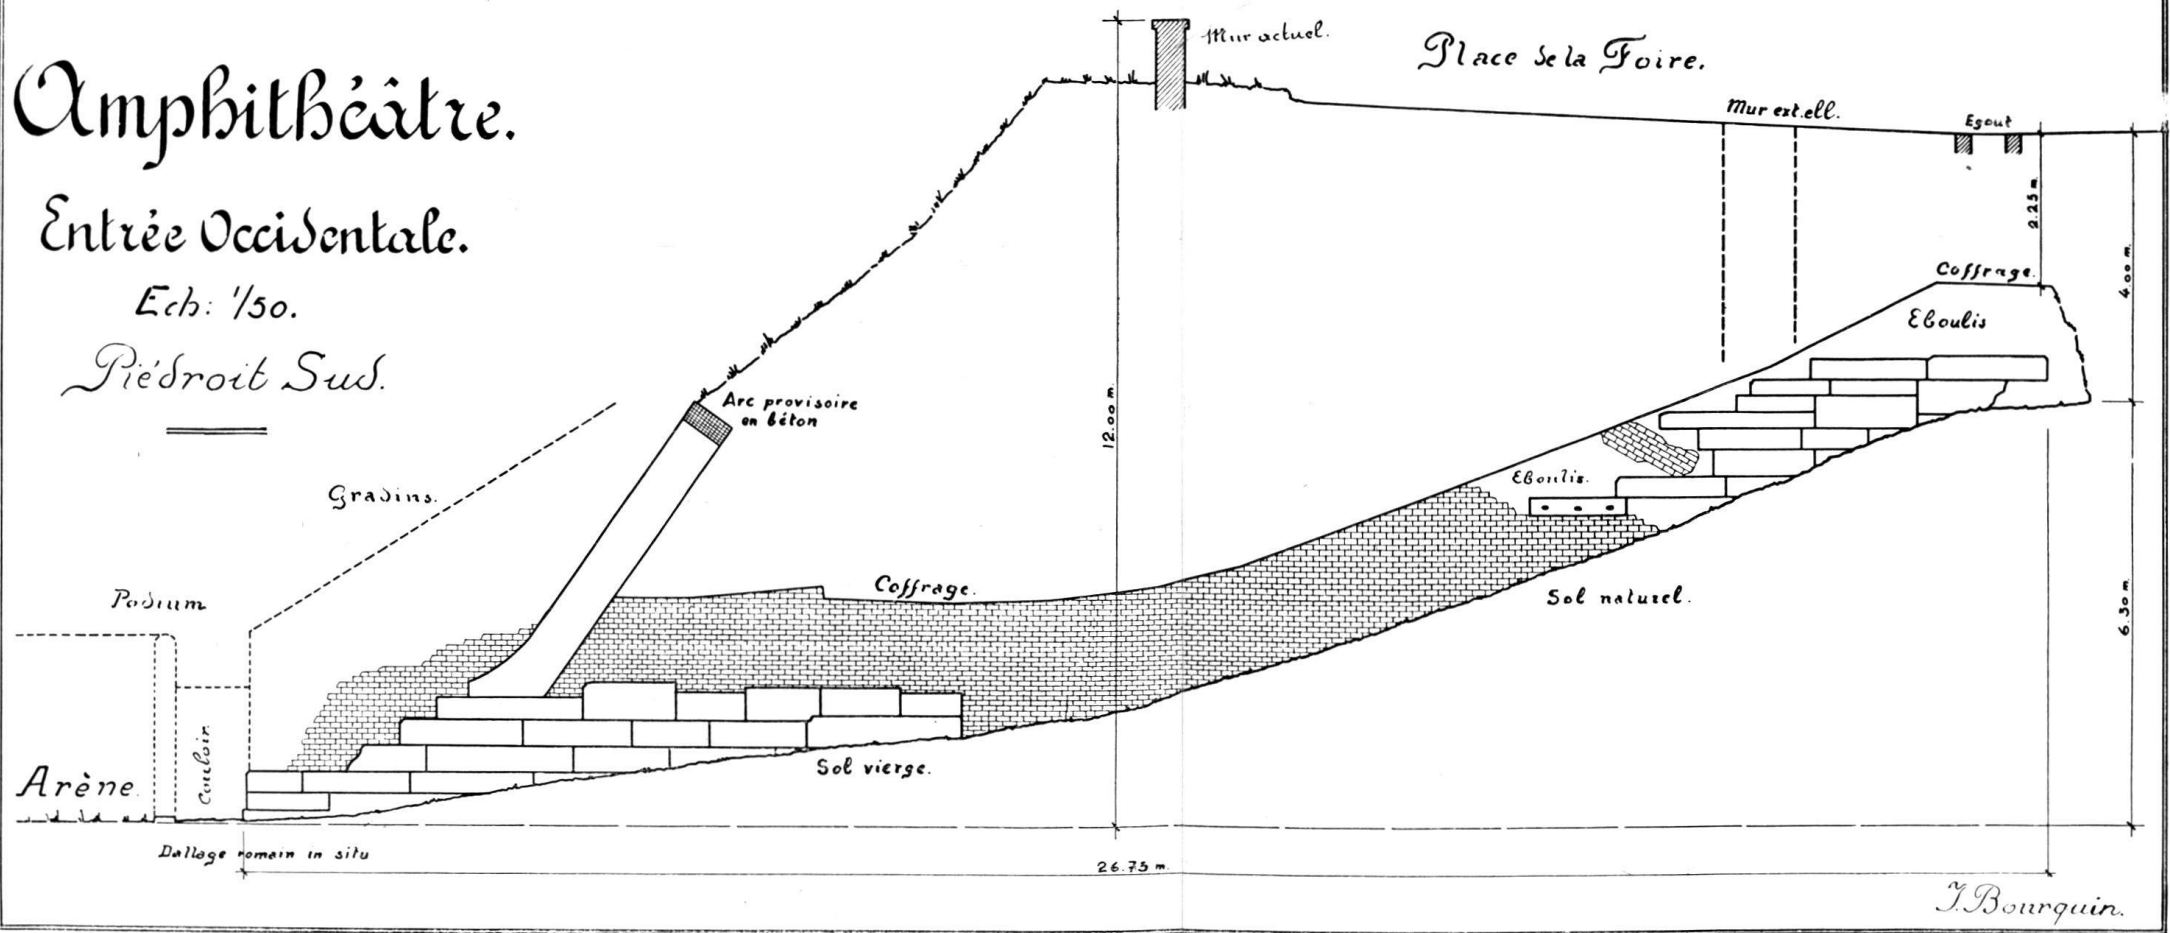 Amphithéâtre.
Entrée Occidentale.
Ech: 1/50.
Piédroit Sud.
Mur actuel.
Place de la Foire.
Mur ext.ell.
Egout
2.25 m.
4.00 m.
Coffrage.
Eboulis
Arc provisoire
en béton
12.00 m.
Gradins.
Eboulis.
Podium
Coffrage.
Sol naturel.
6.30 m.
Couloir
Arène
Sol vierge.
Dallage romain in situ
26.75 m.
J. Bourquin.